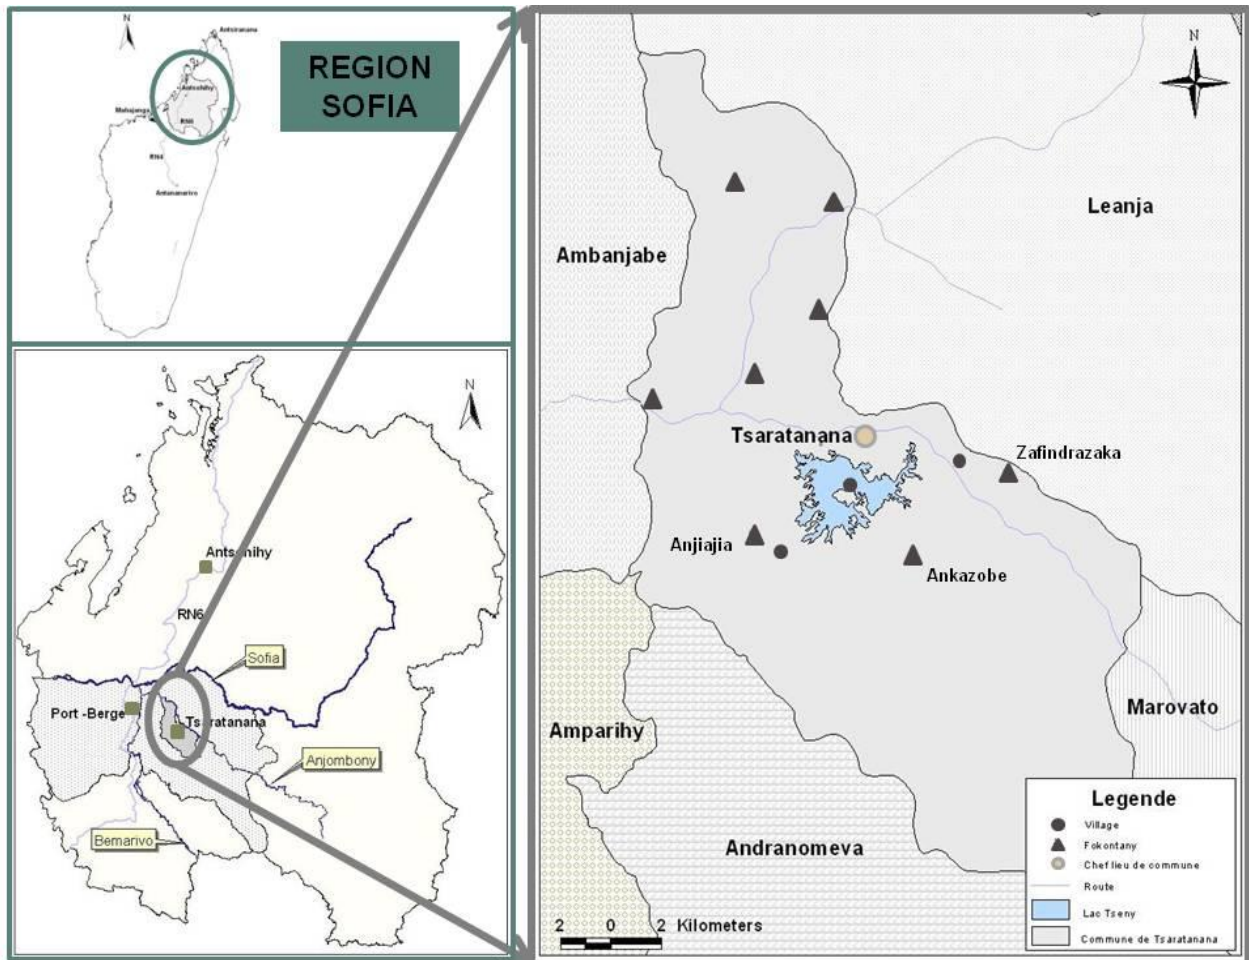 N
Antsiranana
REGION
SOFIA
Antsohihy
Mahajanga
RN6
RN4
Antananarivo
N
Antsohihy
RN6
Sofia
Port -Berge
Tsaratanana
Anjombony
Bemarivo
N
Leanja
Ambanjabe
Tsaratanana
Zafindrazaka
Anjiajia
Ankazobe
Marovato
Amparihy
Andranomeva
2 0 2 Kilometers
Legende
Village
Fokontany
Chef lieu de commune
Route
Lac Tseny
Commune de Tsaratanana